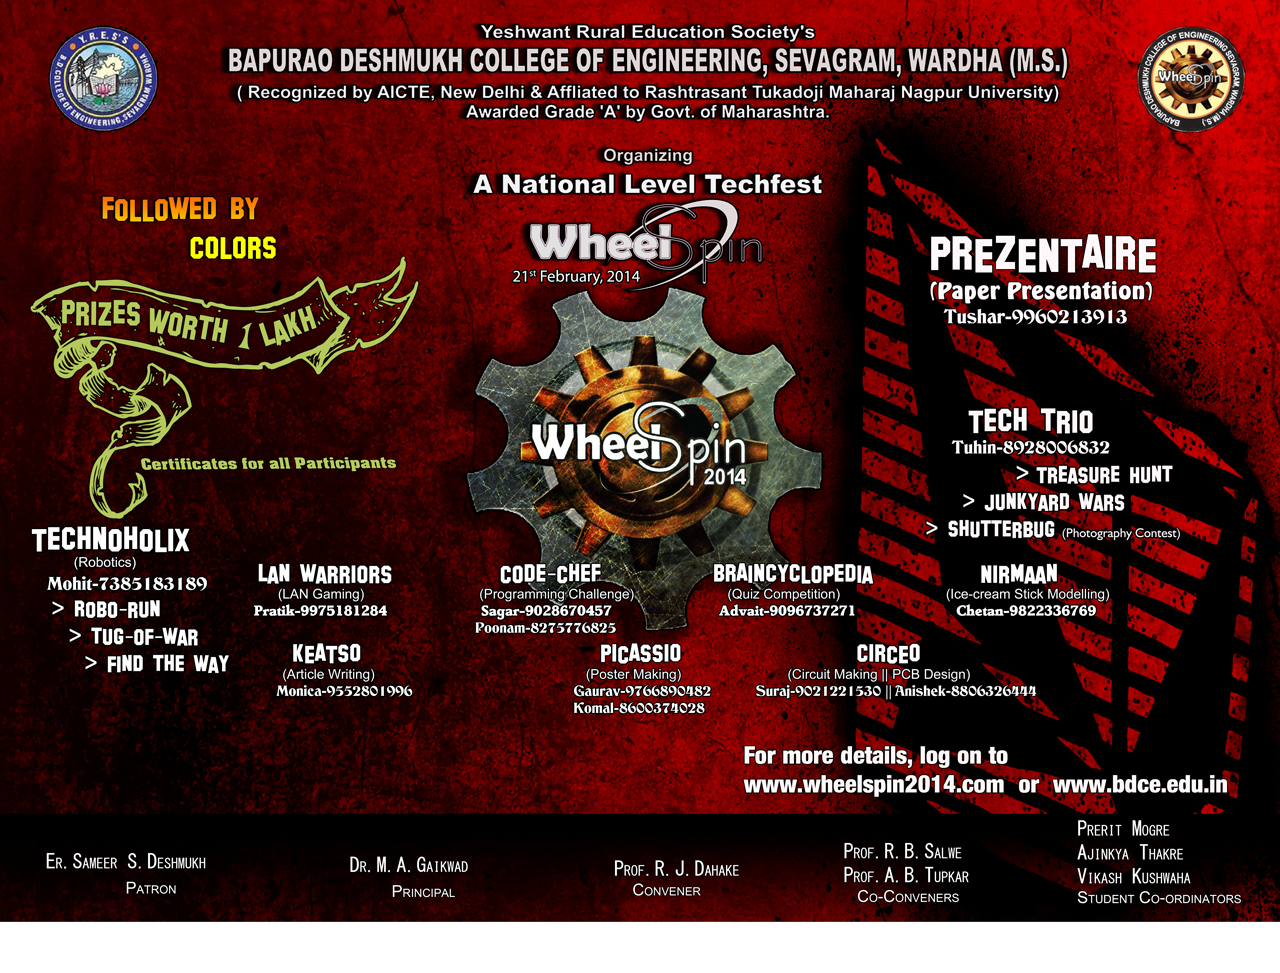 Yeshwant Rural Education Society's
BAPURAO DESHMUKH COLLEGE OF ENGINEERING, SEVAGRAM, WARDHA (M.S.)
( Recognized by AICTE, New Delhi & Affliated to Rashtrasant Tukadoji Maharaj Nagpur University)
Awarded Grade 'A' by Govt. of Maharashtra.
Y.R.E.S'S
B.D.COLLEGE OF ENGINEERING, SEVAGRAM, WARDHA
BAPURAO DESHMUKH COLLEGE OF ENGINEERING SEVAGRAM, WARDHA (M.S.)
WheelSpin
Organizing
A National Level Techfest
WheelSpin
21st February, 2014
FOLLOWED BY
COLORS
PRIZES WORTH 1 LAKH
Certificates for all Participants
WheelSpin
2014
PREZENTAIRE
(Paper Presentation)
Tushar-9960213913
TECH TRIO
Tuhin-8928006832
> TREASURE HUNT
> JUNKYARD WARS
> SHUTTERBUG (Photography Contest)
TECHNOHOLIX
(Robotics)
Mohit-7385183189
> ROBO-RUN
> TUG-OF-WAR
> FIND THE WAY
LAN WARRIORS
(LAN Gaming)
Pratik-9975181284
CODE-CHEF
(Programming Challenge)
Sagar-9028670457
Poonam-8275776825
BRAINCYCLOPEDIA
(Quiz Competition)
Advait-9096737271
NIRMAAN
(Ice-cream Stick Modelling)
Chetan-9822336769
KEATSO
(Article Writing)
Monica-9552801996
PICASSIO
(Poster Making)
Gaurav-9766890482
Komal-8600374028
CIRCEO
(Circuit Making || PCB Design)
Suraj-9021221530 || Anishek-8806326444
For more details, log on to
www.wheelspin2014.com or www.bdce.edu.in
ER. SAMEER S. DESHMUKH
PATRON
DR. M. A. GAIKWAD
PRINCIPAL
PROF. R. J. DAHAKE
CONVENER
PROF. R. B. SALWE
PROF. A. B. TUPKAR
CO-CONVENERS
PRERIT MOGRE
AJINKYA THAKRE
VIKASH KUSHWAHA
STUDENT CO-ORDINATORS